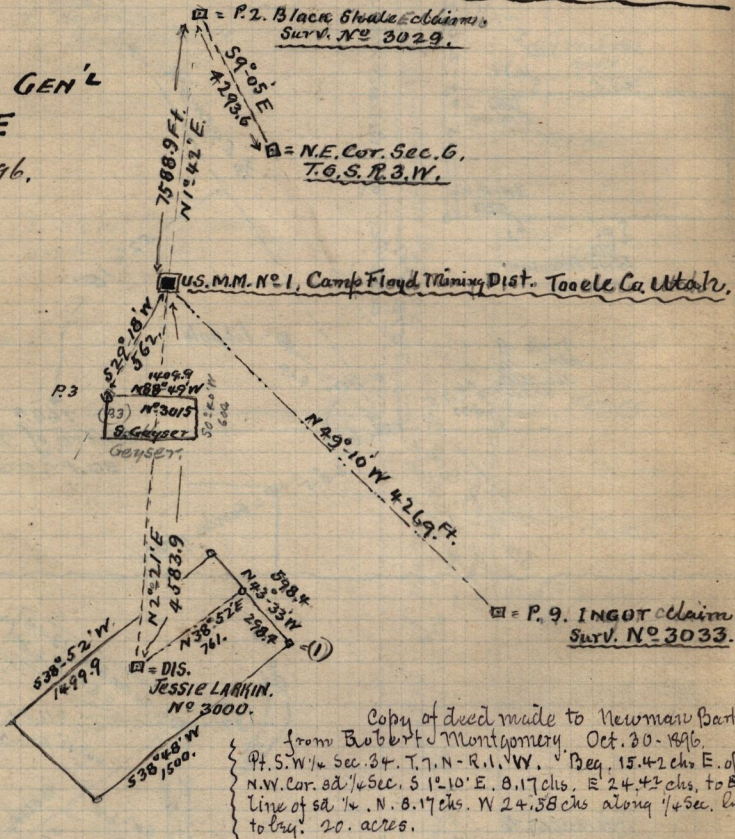 = P.2. Black Shale claim.
Surv. Nº 3029.
GEN'L
E
96.
S9°-05'E
4293.6
= N.E. Cor. Sec. 6,
T.6, S. R.3, W.
7588.9 Ft.
N1°-42'E.
U.S.M.M. Nº 1, Camp Floyd Mining Dist. Tooele Co. Utah.
S29°-18'W
562.
P.3
1409.9
N88°-49'W
(B3) Nº 3015
S. Geyser
Geyser.
604
N49°-10'W 4269. Ft.
N2°-21'E
4583.9
598.4
N43°-33'W
298.4
N38°-52'E
761.
(1)
= P. 9. INGOT claim
Surv. Nº 3033.
S38°-52'W.
1499.9
= DIS.
JESSIE LARKIN.
Nº 3000.
S38°-48'W
1500.
Copy of deed made to Newman Bart
from Robert Montgomery. Oct. 30 - 1896.
Pt. S.W ¼ Sec. 34. T. 7, N - R. 1. W. Beg. 15.42 chs E. of
N.W. Cor. sd ¼ Sec. S 1°-10' E. 8.17 chs. E 24.42 chs, to E
line of sd ¼. N. 8.17 chs. W 24.58 chs along ¼ Sec. li
to beg. 20. acres.